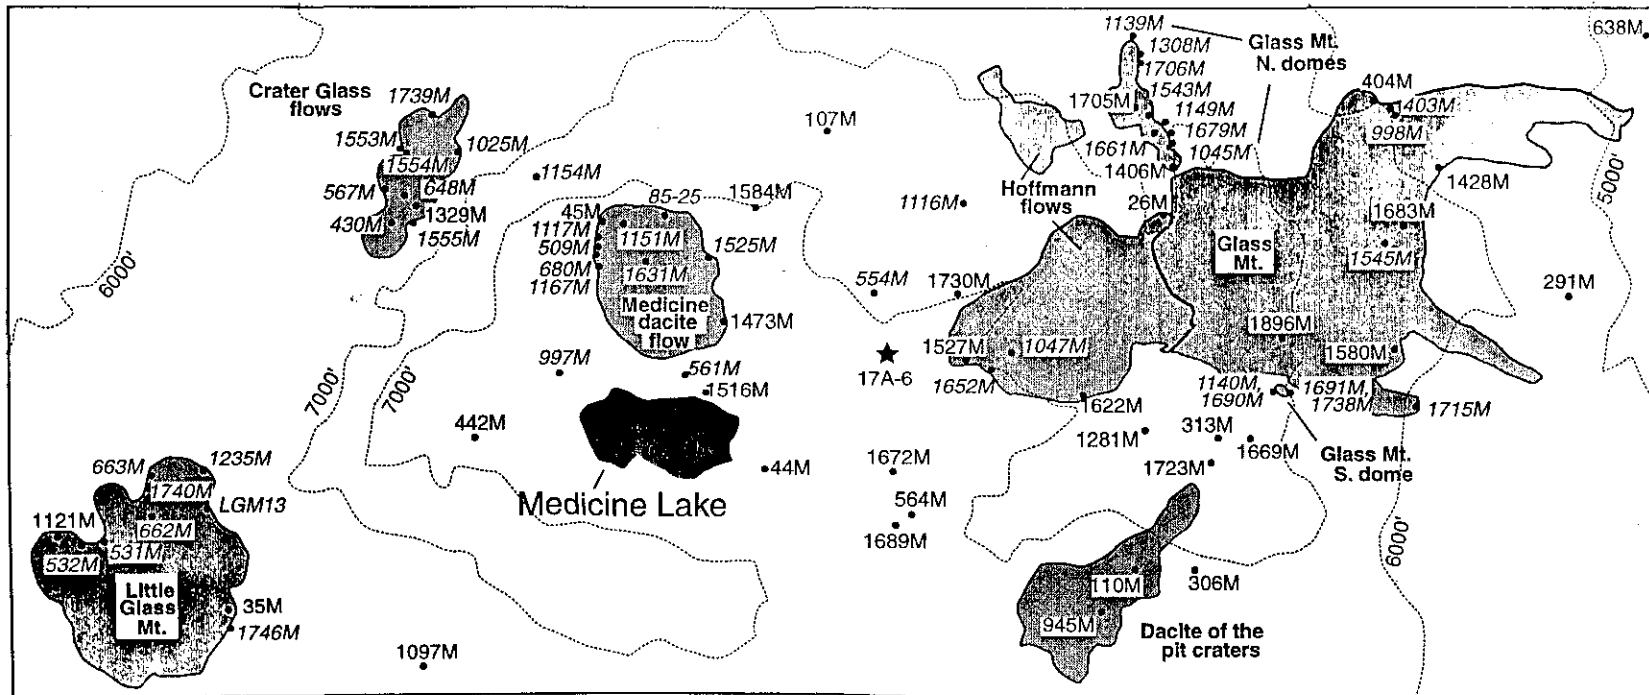 1139M
638M
1308M
Glass Mt.
N. domes
1706M
Crater Glass
flows
1739M
1543M
404M
1403M
1705M
1149M
998M
107M
1553M
1025M
1679M
1661M
1045M
1554M
1406M
1428M
1154M
567M
648M
Hoffmann
flows
5000'
85-25
1584M
1116M
26M
1329M
45M
1683M
430M
1117M
1151M
1555M
509M
1525M
Glass
Mt.
1545M
6000'
680M
1631M
1167M
554M
1730M
291M
Medicine
dacite
flow
1473M
1896M
1527M
1047M
1580M
997M
561M
17A-6
1652M
7000'
7000'
1516M
1140M,
1690M
1691M,
1738M
1715M
1622M
442M
1281M
313M
1669M
Glass Mt.
S. dome
663M
1235M
44M
1672M
1723M
1740M
LGM13
Medicine Lake
564M
1121M
662M
1689M
531M
532M
6000'
110M
306M
Little
Glass
Mt.
35M
945M
1746M
Dacite of the
pit craters
1097M